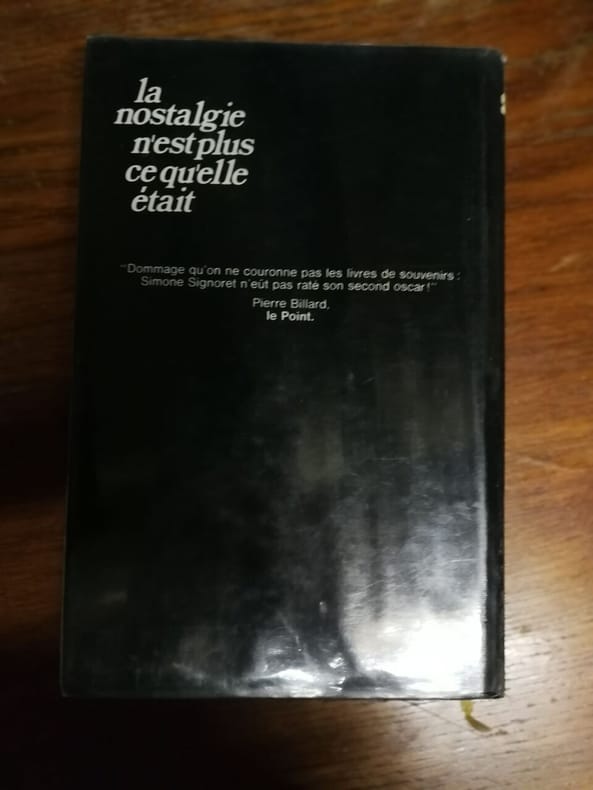 la
nostalgie
n'est plus
ce qu'elle
était
"Dommage qu'on ne couronne pas les livres de souvenirs :
Simone Signoret n'eût pas raté son second oscar!"
Pierre Billard,
le Point.